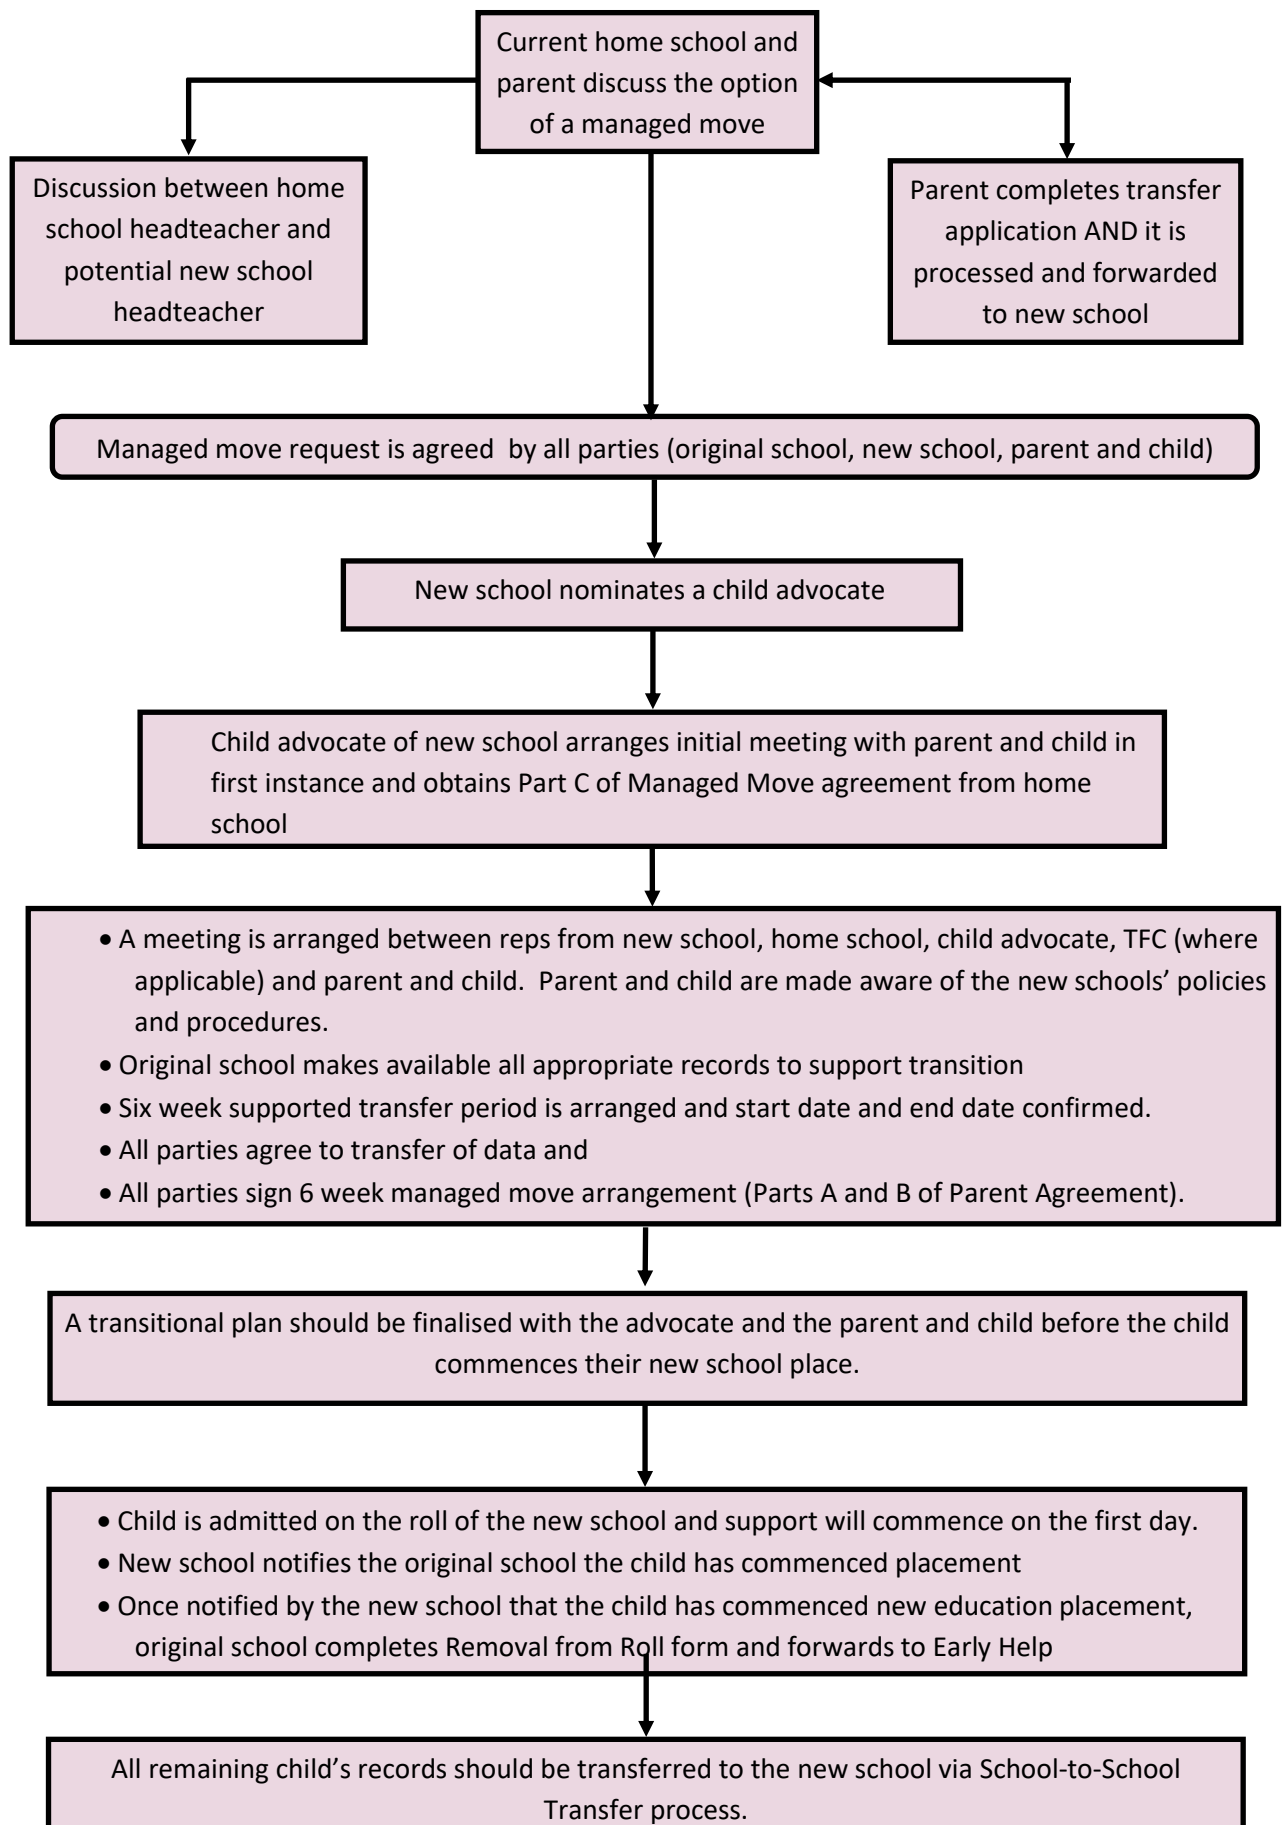 Current home school and
parent discuss the option
of a managed move
Discussion between home
school headteacher and
potential new school
headteacher
Parent completes transfer
application AND it is
processed and forwarded
to new school
Managed move request is agreed  by all parties (original school, new school, parent and child)
New school nominates a child advocate
Child advocate of new school arranges initial meeting with parent and child in
first instance and obtains Part C of Managed Move agreement from home
school
• A meeting is arranged between reps from new school, home school, child advocate, TFC (where
applicable) and parent and child.  Parent and child are made aware of the new schools’ policies
and procedures.
• Original school makes available all appropriate records to support transition
• Six week supported transfer period is arranged and start date and end date confirmed.
• All parties agree to transfer of data and
• All parties sign 6 week managed move arrangement (Parts A and B of Parent Agreement).
A transitional plan should be finalised with the advocate and the parent and child before the child
commences their new school place.
• Child is admitted on the roll of the new school and support will commence on the first day.
• New school notifies the original school the child has commenced placement
• Once notified by the new school that the child has commenced new education placement,
original school completes Removal from Roll form and forwards to Early Help
All remaining child’s records should be transferred to the new school via School-to-School
Transfer process.